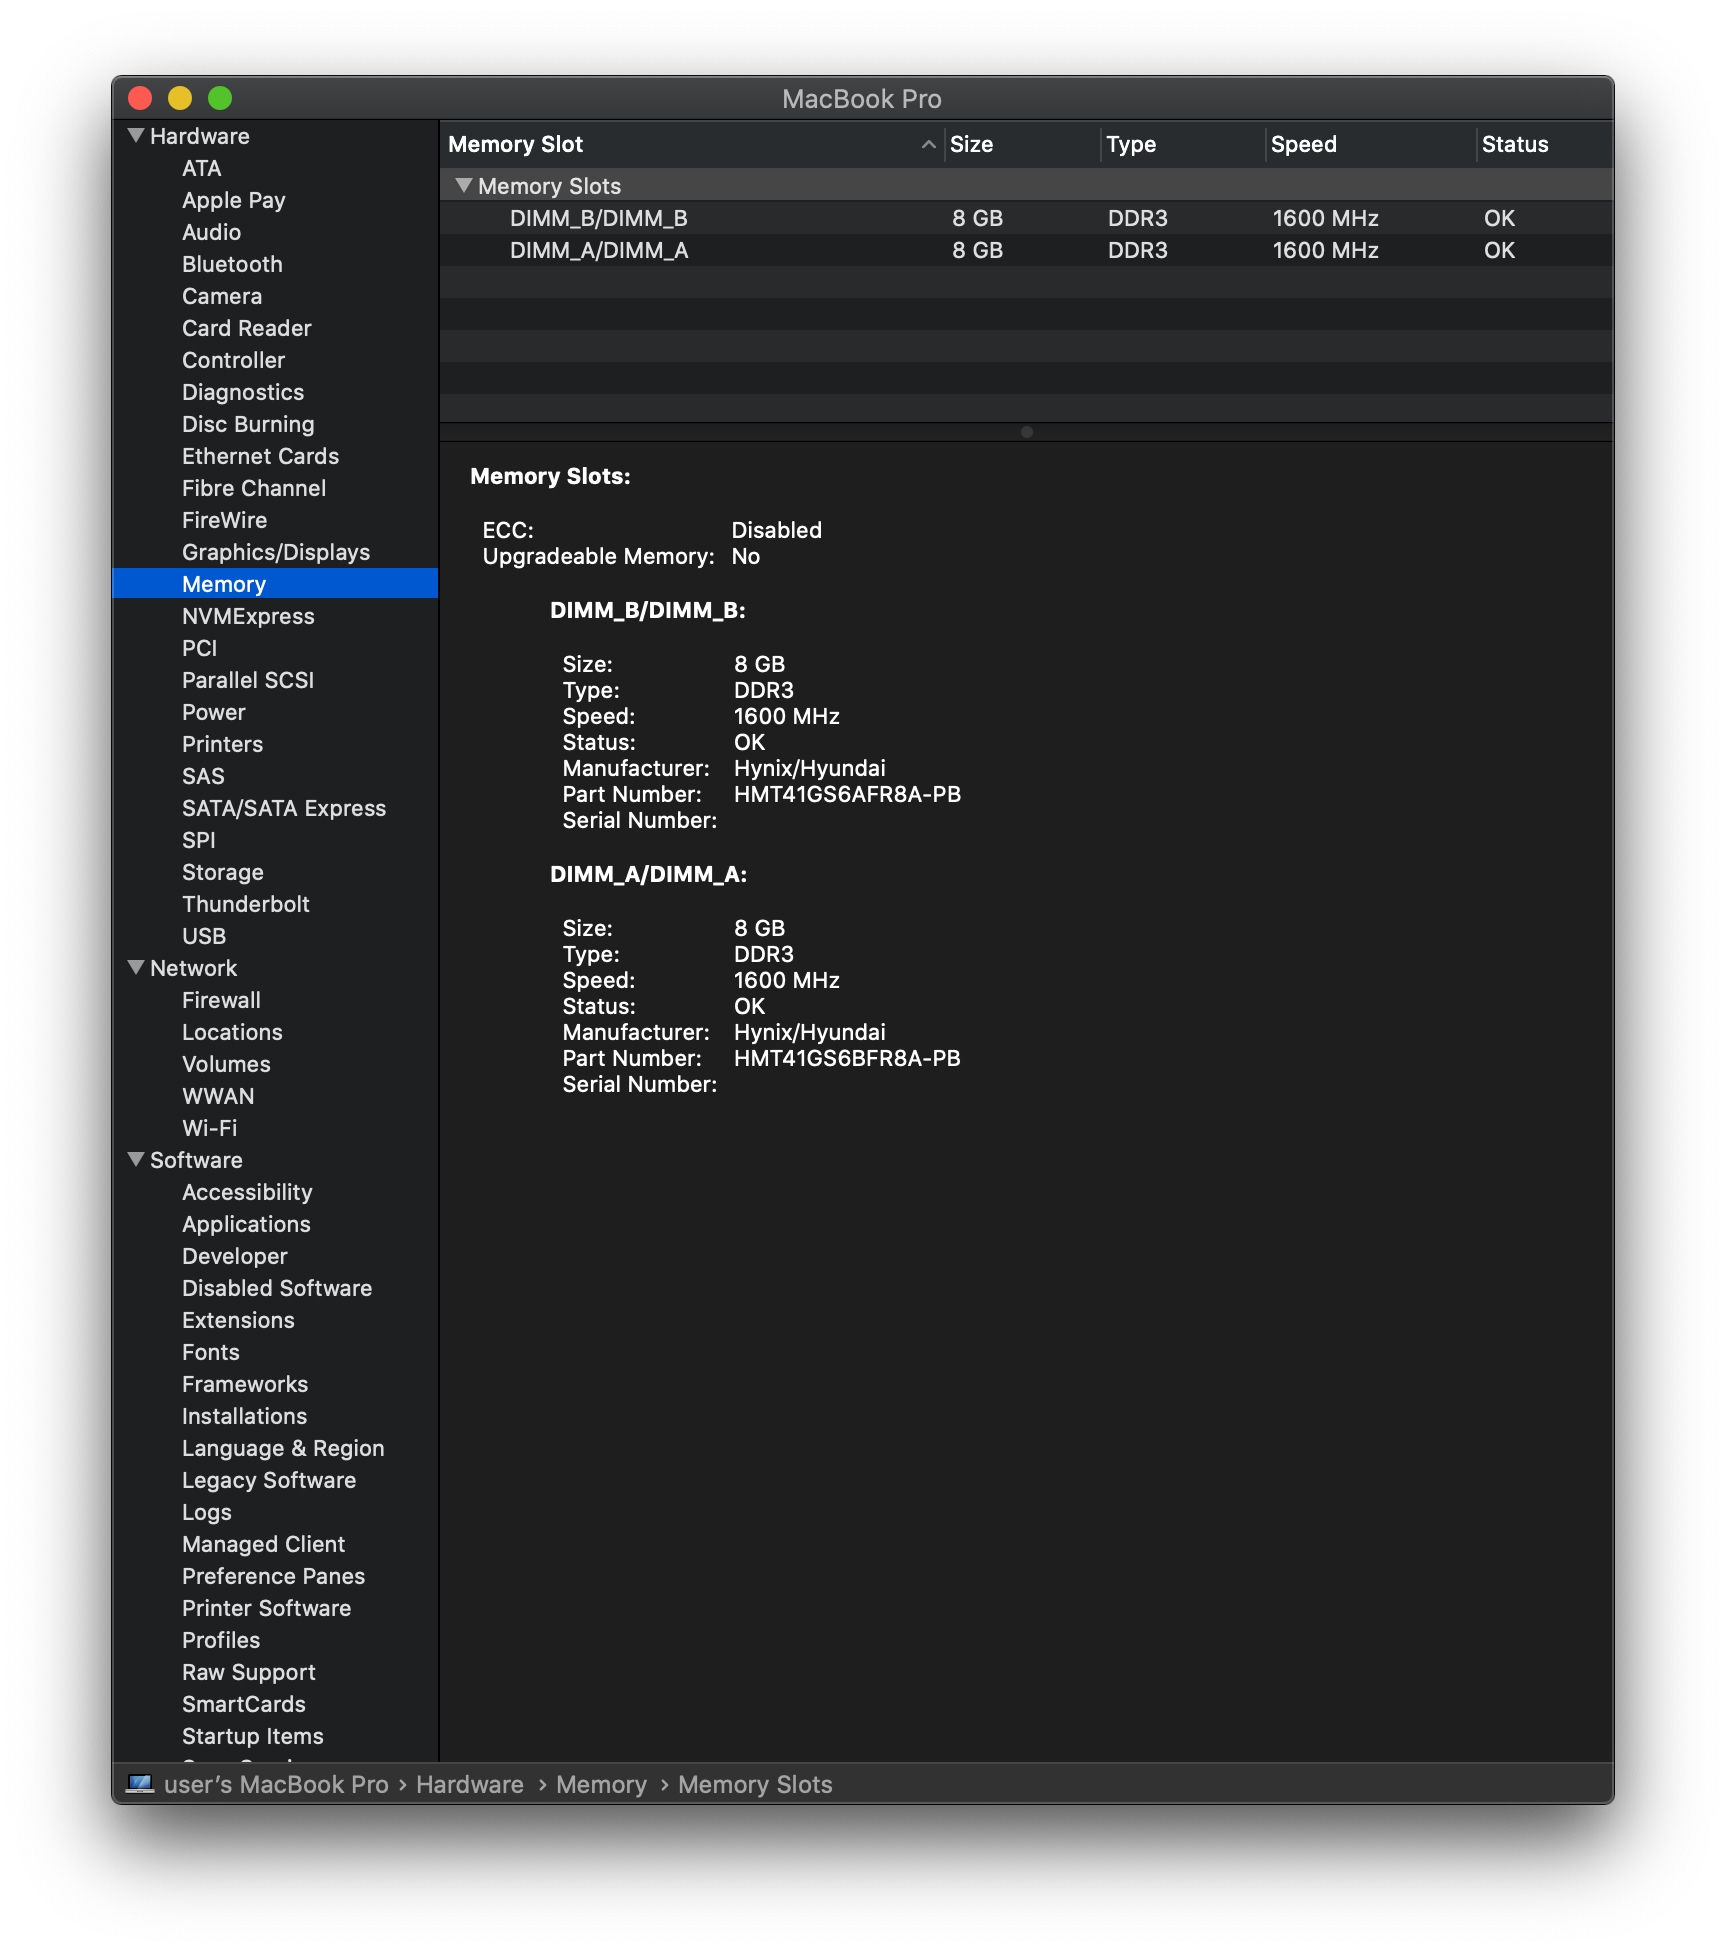 MacBook Pro
Hardware
ATA
Apple Pay
Audio
Bluetooth
Camera
Card Reader
Controller
Diagnostics
Disc Burning
Ethernet Cards
Fibre Channel
FireWire
Graphics/Displays
Memory
NVMExpress
PCI
Parallel SCSI
Power
Printers
SAS
SATA/SATA Express
SPI
Storage
Thunderbolt
USB
Network
Firewall
Locations
Volumes
WWAN
Wi-Fi
Software
Accessibility
Applications
Developer
Disabled Software
Extensions
Fonts
Frameworks
Installations
Language & Region
Legacy Software
Logs
Managed Client
Preference Panes
Printer Software
Profiles
Raw Support
SmartCards
Startup Items
Memory Slot Size Type Speed Status
Memory Slots
DIMM_B/DIMM_B 8 GB DDR3 1600 MHz OK
DIMM_A/DIMM_A 8 GB DDR3 1600 MHz OK
Memory Slots:
ECC: Disabled
Upgradeable Memory: No
DIMM_B/DIMM_B:
Size: 8 GB
Type: DDR3
Speed: 1600 MHz
Status: OK
Manufacturer: Hynix/Hyundai
Part Number: HMT41GS6AFR8A-PB
Serial Number:
DIMM_A/DIMM_A:
Size: 8 GB
Type: DDR3
Speed: 1600 MHz
Status: OK
Manufacturer: Hynix/Hyundai
Part Number: HMT41GS6BFR8A-PB
Serial Number:
user’s MacBook Pro › Hardware › Memory › Memory Slots